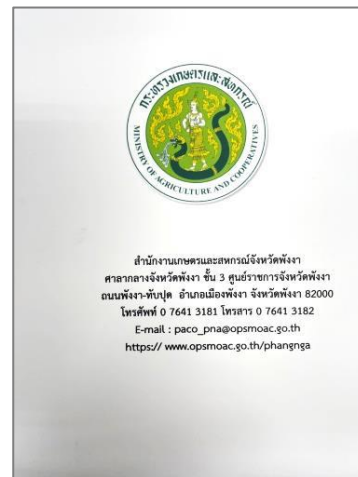 กระทรวงเกษตรและสหกรณ์
MINISTRY OF AGRICULTURE AND COOPERATIVES
สำนักงานเกษตรและสหกรณ์จังหวัดพังงา
ศาลากลางจังหวัดพังงา ชั้น 3 ศูนย์ราชการจังหวัดพังงา
ถนนพังงา-ทับปุด อำเภอเมืองพังงา จังหวัดพังงา 82000
โทรศัพท์ 0 7641 3181 โทรสาร 0 7641 3182
E-mail : paco_pna@opsmoac.go.th
https:// www.opsmoac.go.th/phangnga